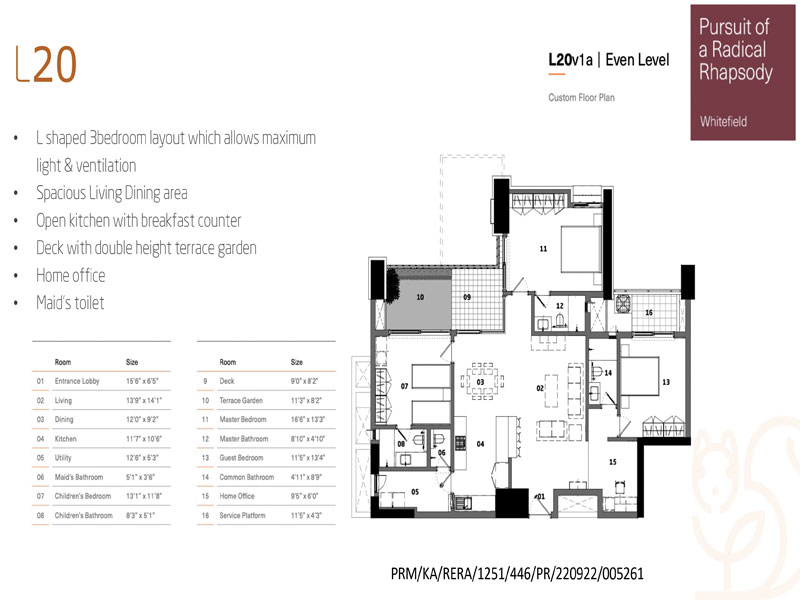 L20
L20v1a | Even Level
Custom Floor Plan
Pursuit of
a Radical
Rhapsody
Whitefield
• L shaped 3bedroom layout which allows maximum
light & ventilation
• Spacious Living Dining area
• Open kitchen with breakfast counter
• Deck with double height terrace garden
• Home office
• Maid's toilet
Room Size
01 Entrance Lobby 15'6" x 6'5"
02 Living 13'9" x 14'1"
03 Dining 12'0" x 9'2"
04 Kitchen 11'7" x 10'6"
05 Utility 12'6" x 5'3"
06 Maid's Bathroom 5'1" x 3'6"
07 Children's Bedroom 13'1" x 11'8"
08 Children's Bathroom 8'3" x 5'1"
Room Size
9 Deck 9'0" x 8'2"
10 Terrace Garden 11'3" x 8'2"
11 Master Bedroom 16'6" x 13'3"
12 Master Bathroom 8'10" x 4'10"
13 Guest Bedroom 11'5" x 13'4"
14 Common Bathroom 4'11" x 8'9"
15 Home Office 9'5" x 6'0"
16 Service Platform 11'5" x 4'3"
11
10
09
12
16
07
03
02
14
13
08
06
04
15
05
01
PRM/KA/RERA/1251/446/PR/220922/005261